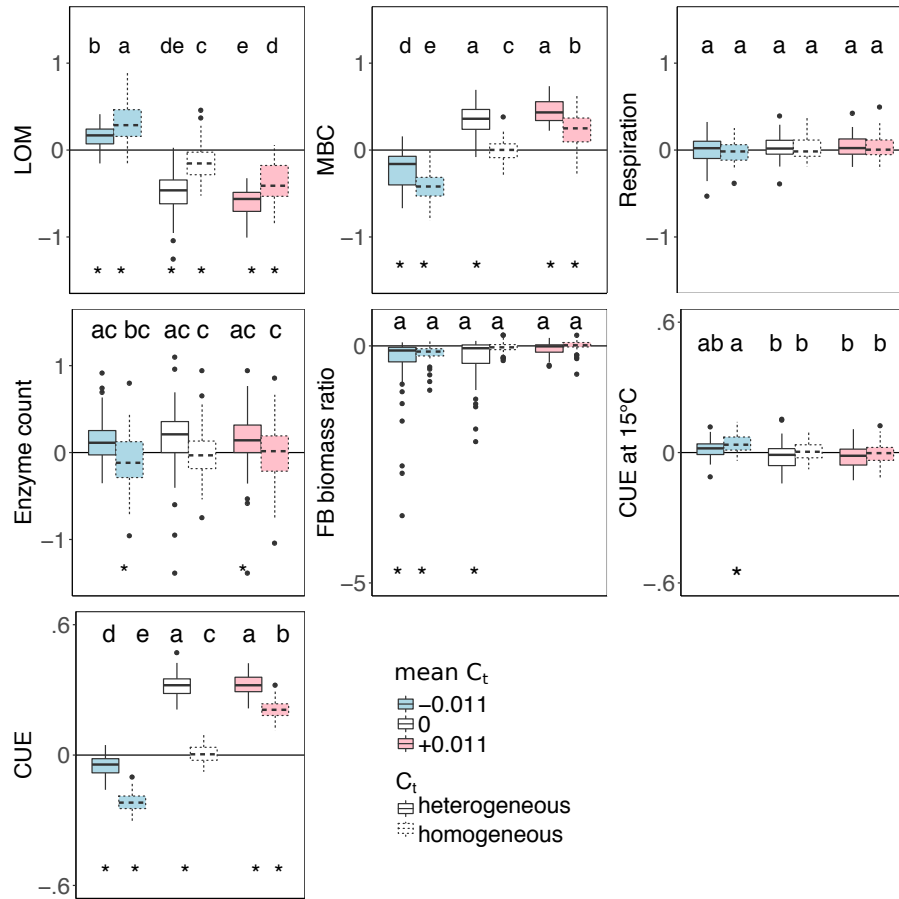 b a de c e d
1
0
−1
LOM
* * * * * *
d e a c a b
1
0
−1
MBC
* * * * *
a a a a a a
1
0
−1
Respiration
ac bc ac c ac c
1
0
−1
Enzyme count
* *
a a a a a a
0
−5
FB biomass ratio
* * *
ab a b b b b
.6
0
−.6
CUE at 15°C
*
d e a c a b
.6
0
−.6
CUE
* * * * *
mean Ct
−0.011
0
+0.011
Ct
heterogeneous
homogeneous